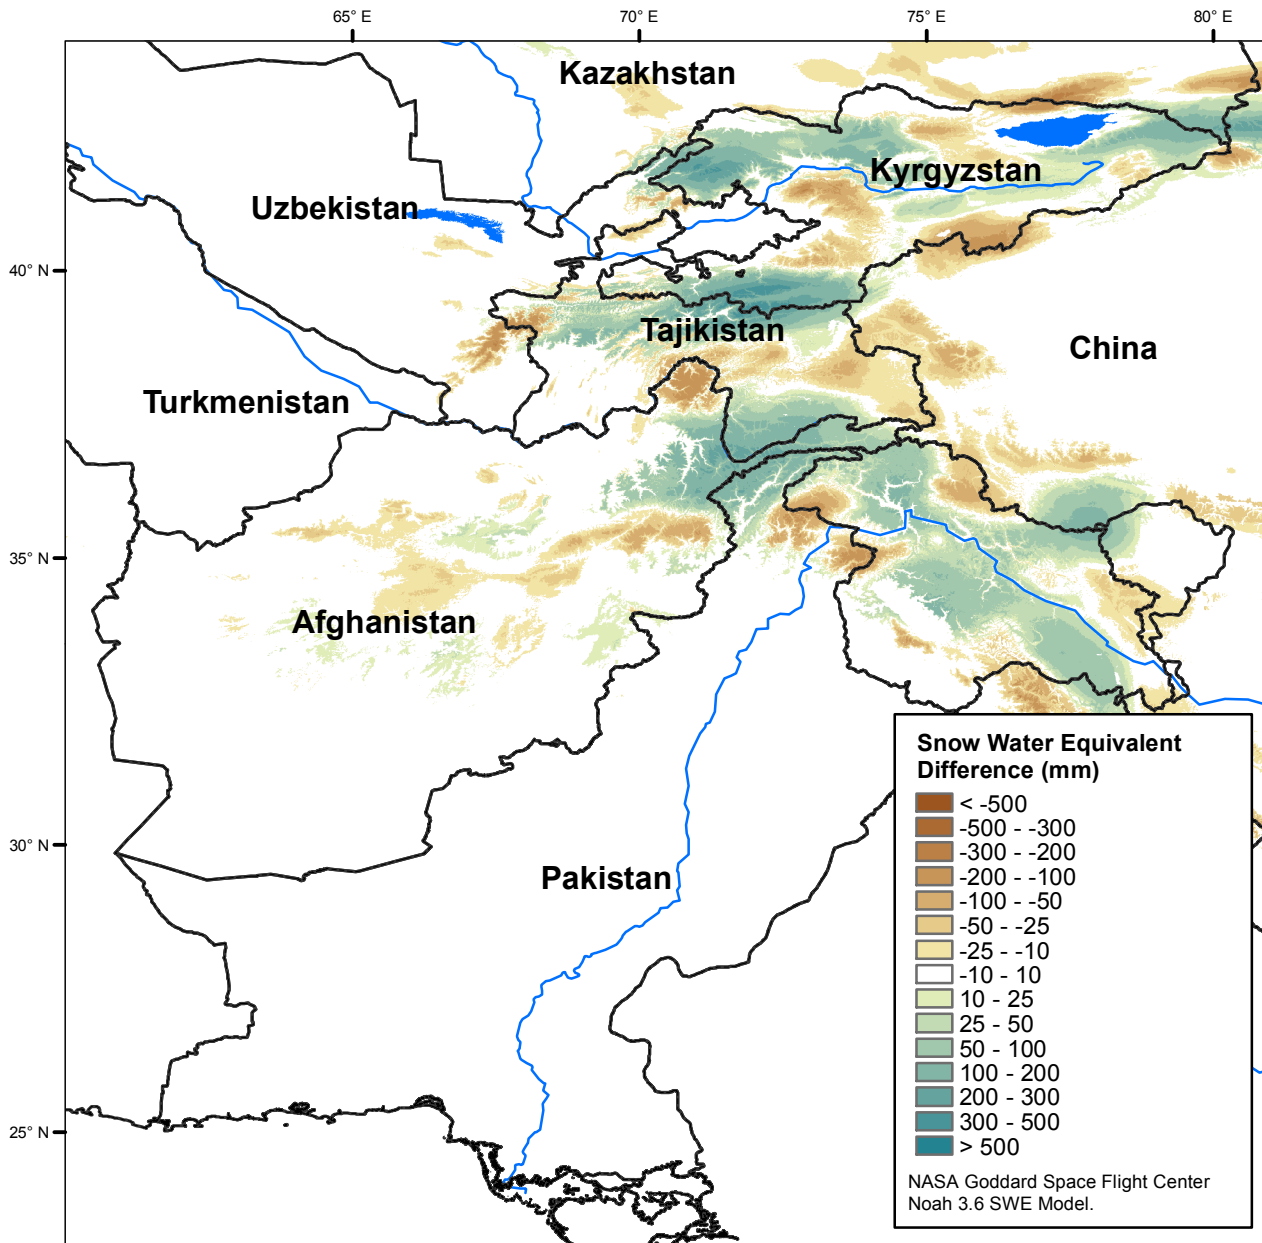 65° E
70° E
75° E
80° E
Kazakhstan
Kyrgyzstan
Uzbekistan
40° N
Tajikistan
China
Turkmenistan
35° N
Afghanistan
30° N
Pakistan
25° N
Snow Water Equivalent
Difference (mm)
< -500
-500 - -300
-300 - -200
-200 - -100
-100 - -50
-50 - -25
-25 - -10
-10 - 10
10 - 25
25 - 50
50 - 100
100 - 200
200 - 300
300 - 500
> 500
NASA Goddard Space Flight Center
Noah 3.6 SWE Model.